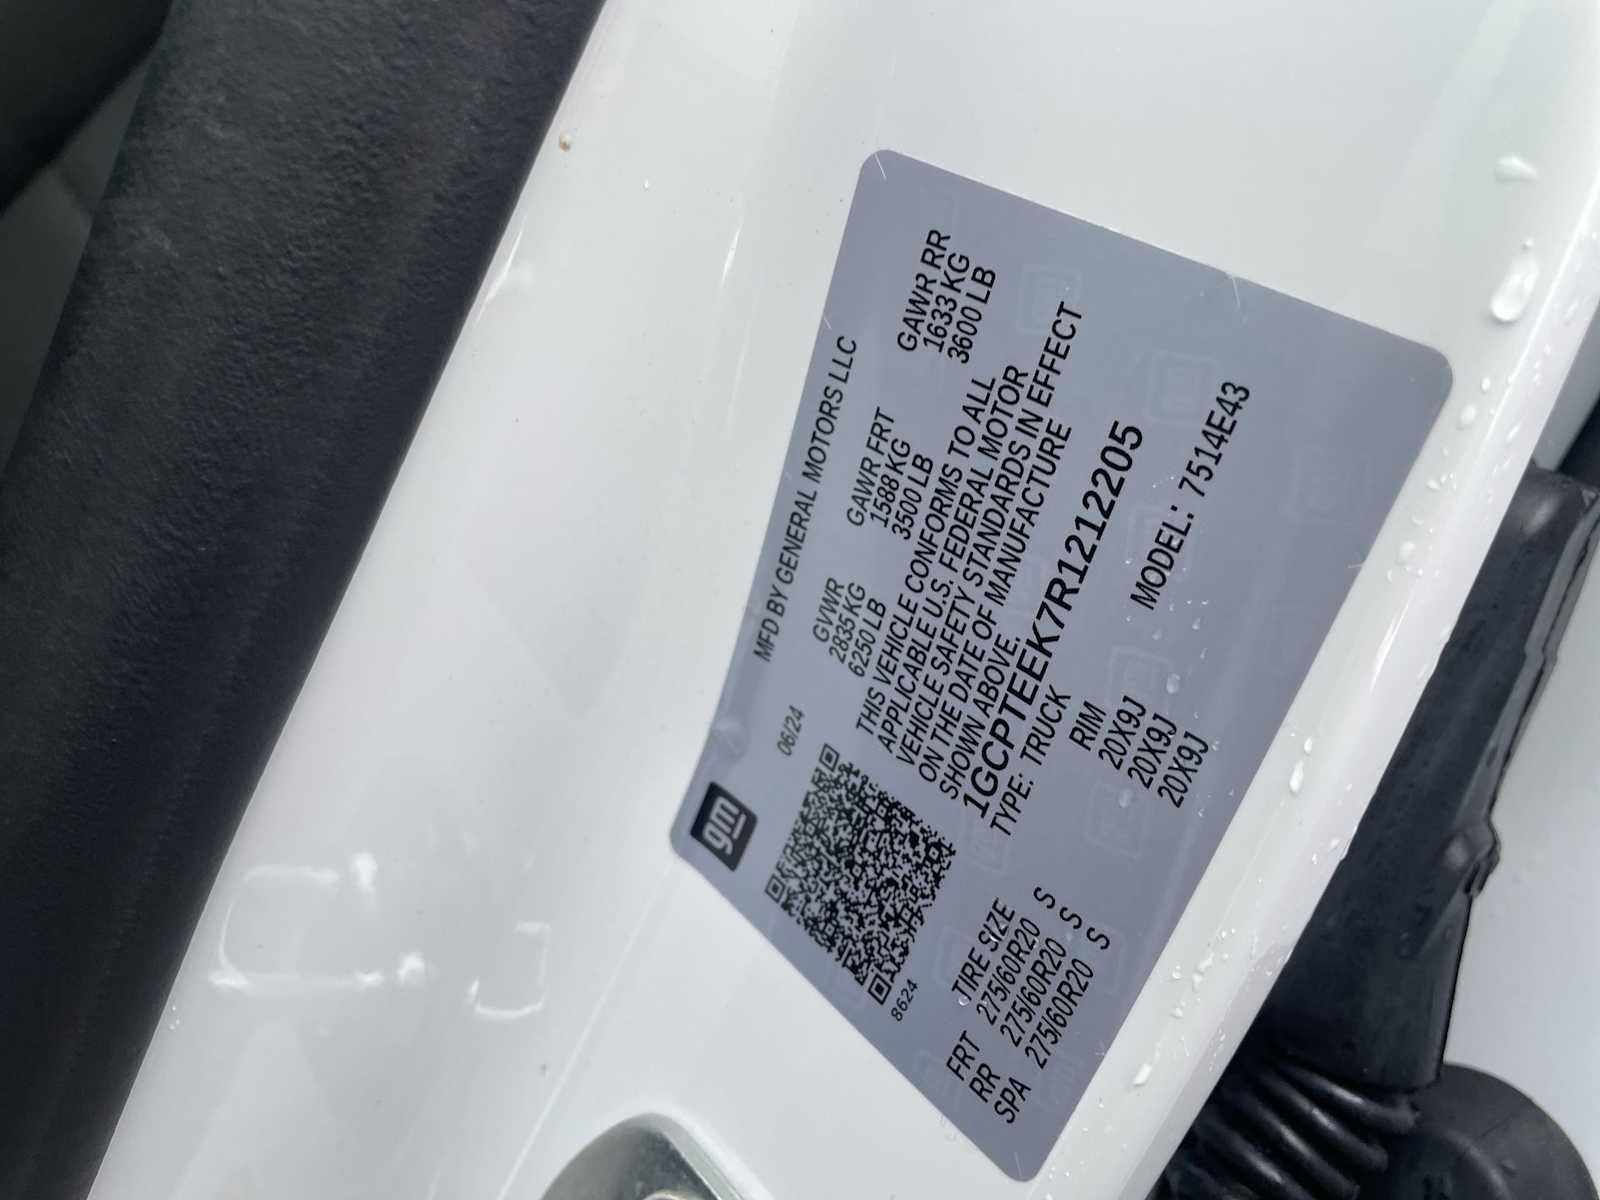 gm
MFD BY GENERAL MOTORS LLC
06/24
GVWR GAWR FRT GAWR RR
2835 KG 1588 KG 1633 KG
6250 LB 3500 LB 3600 LB
THIS VEHICLE CONFORMS TO ALL
APPLICABLE U.S. FEDERAL MOTOR
VEHICLE SAFETY STANDARDS IN EFFECT
ON THE DATE OF MANUFACTURE
SHOWN ABOVE.
1GCPTEEK7R1212205
TYPE: TRUCK MODEL: 7514E43
8624
TIRE SIZE RIM
FRT 275/60R20 S 20X9J
RR 275/60R20 S 20X9J
SPA 275/60R20 S 20X9J